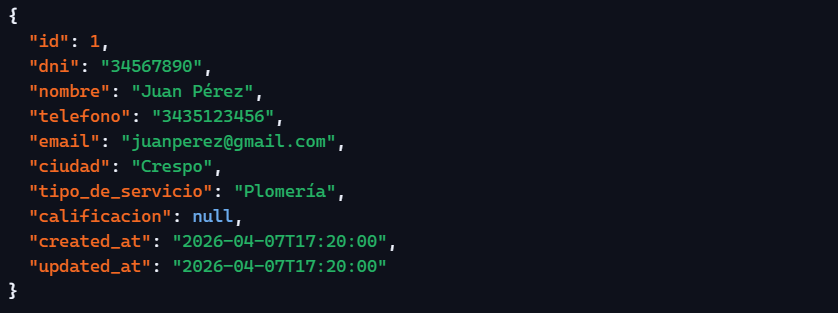 {
  "id": 1,
  "dni": "34567890",
  "nombre": "Juan Pérez",
  "telefono": "3435123456",
  "email": "juanperez@gmail.com",
  "ciudad": "Crespo",
  "tipo_de_servicio": "Plomería",
  "calificacion": null,
  "created_at": "2026-04-07T17:20:00",
  "updated_at": "2026-04-07T17:20:00"
}